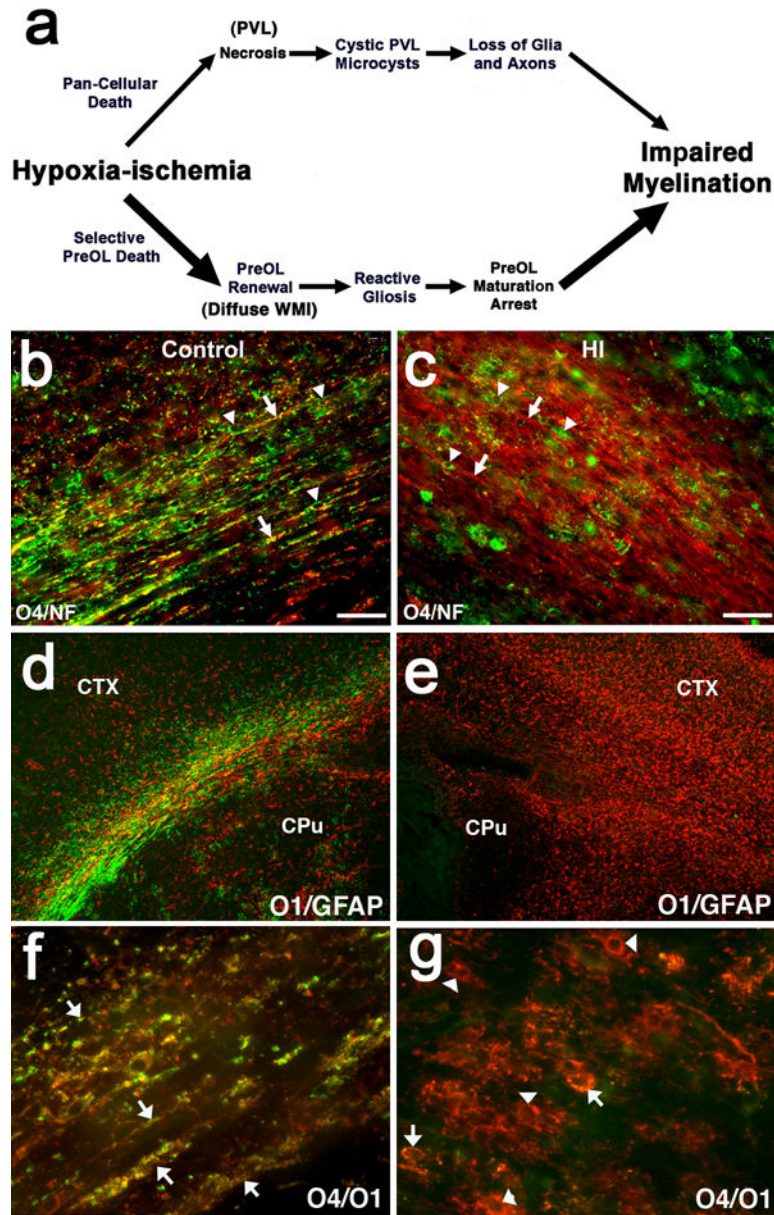 a
(PVL)
Necrosis
Cystic PVL
Microcysts
Loss of Glia
and Axons
Pan-Cellular
Death
Hypoxia-ischemia
Impaired
Myelination
Selective
PreOL Death
PreOL
Renewal
(Diffuse WMI)
Reactive
Gliosis
PreOL
Maturation
Arrest
b
Control
O4/NF
c
HI
O4/NF
d
CTX
CPu
O1/GFAP
e
CTX
CPu
O1/GFAP
f
O4/O1
g
O4/O1